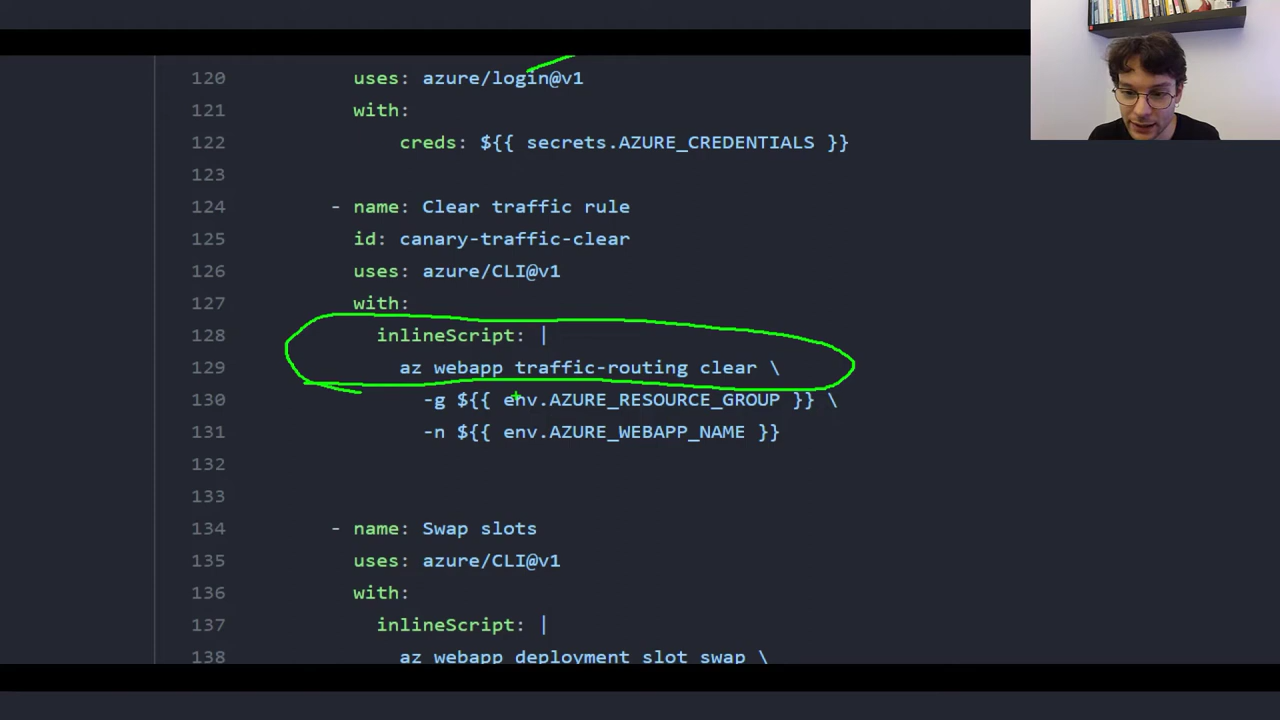 120 uses: azure/login@v1
121 with:
122 creds: ${{ secrets.AZURE_CREDENTIALS }}
123
124 - name: Clear traffic rule
125 id: canary-traffic-clear
126 uses: azure/CLI@v1
127 with:
128 inlineScript: |
129 az webapp traffic-routing clear \
130 -g ${{ env.AZURE_RESOURCE_GROUP }} \
131 -n ${{ env.AZURE_WEBAPP_NAME }}
132
133
134 - name: Swap slots
135 uses: azure/CLI@v1
136 with:
137 inlineScript: |
138 az webapp deployment slot swap \